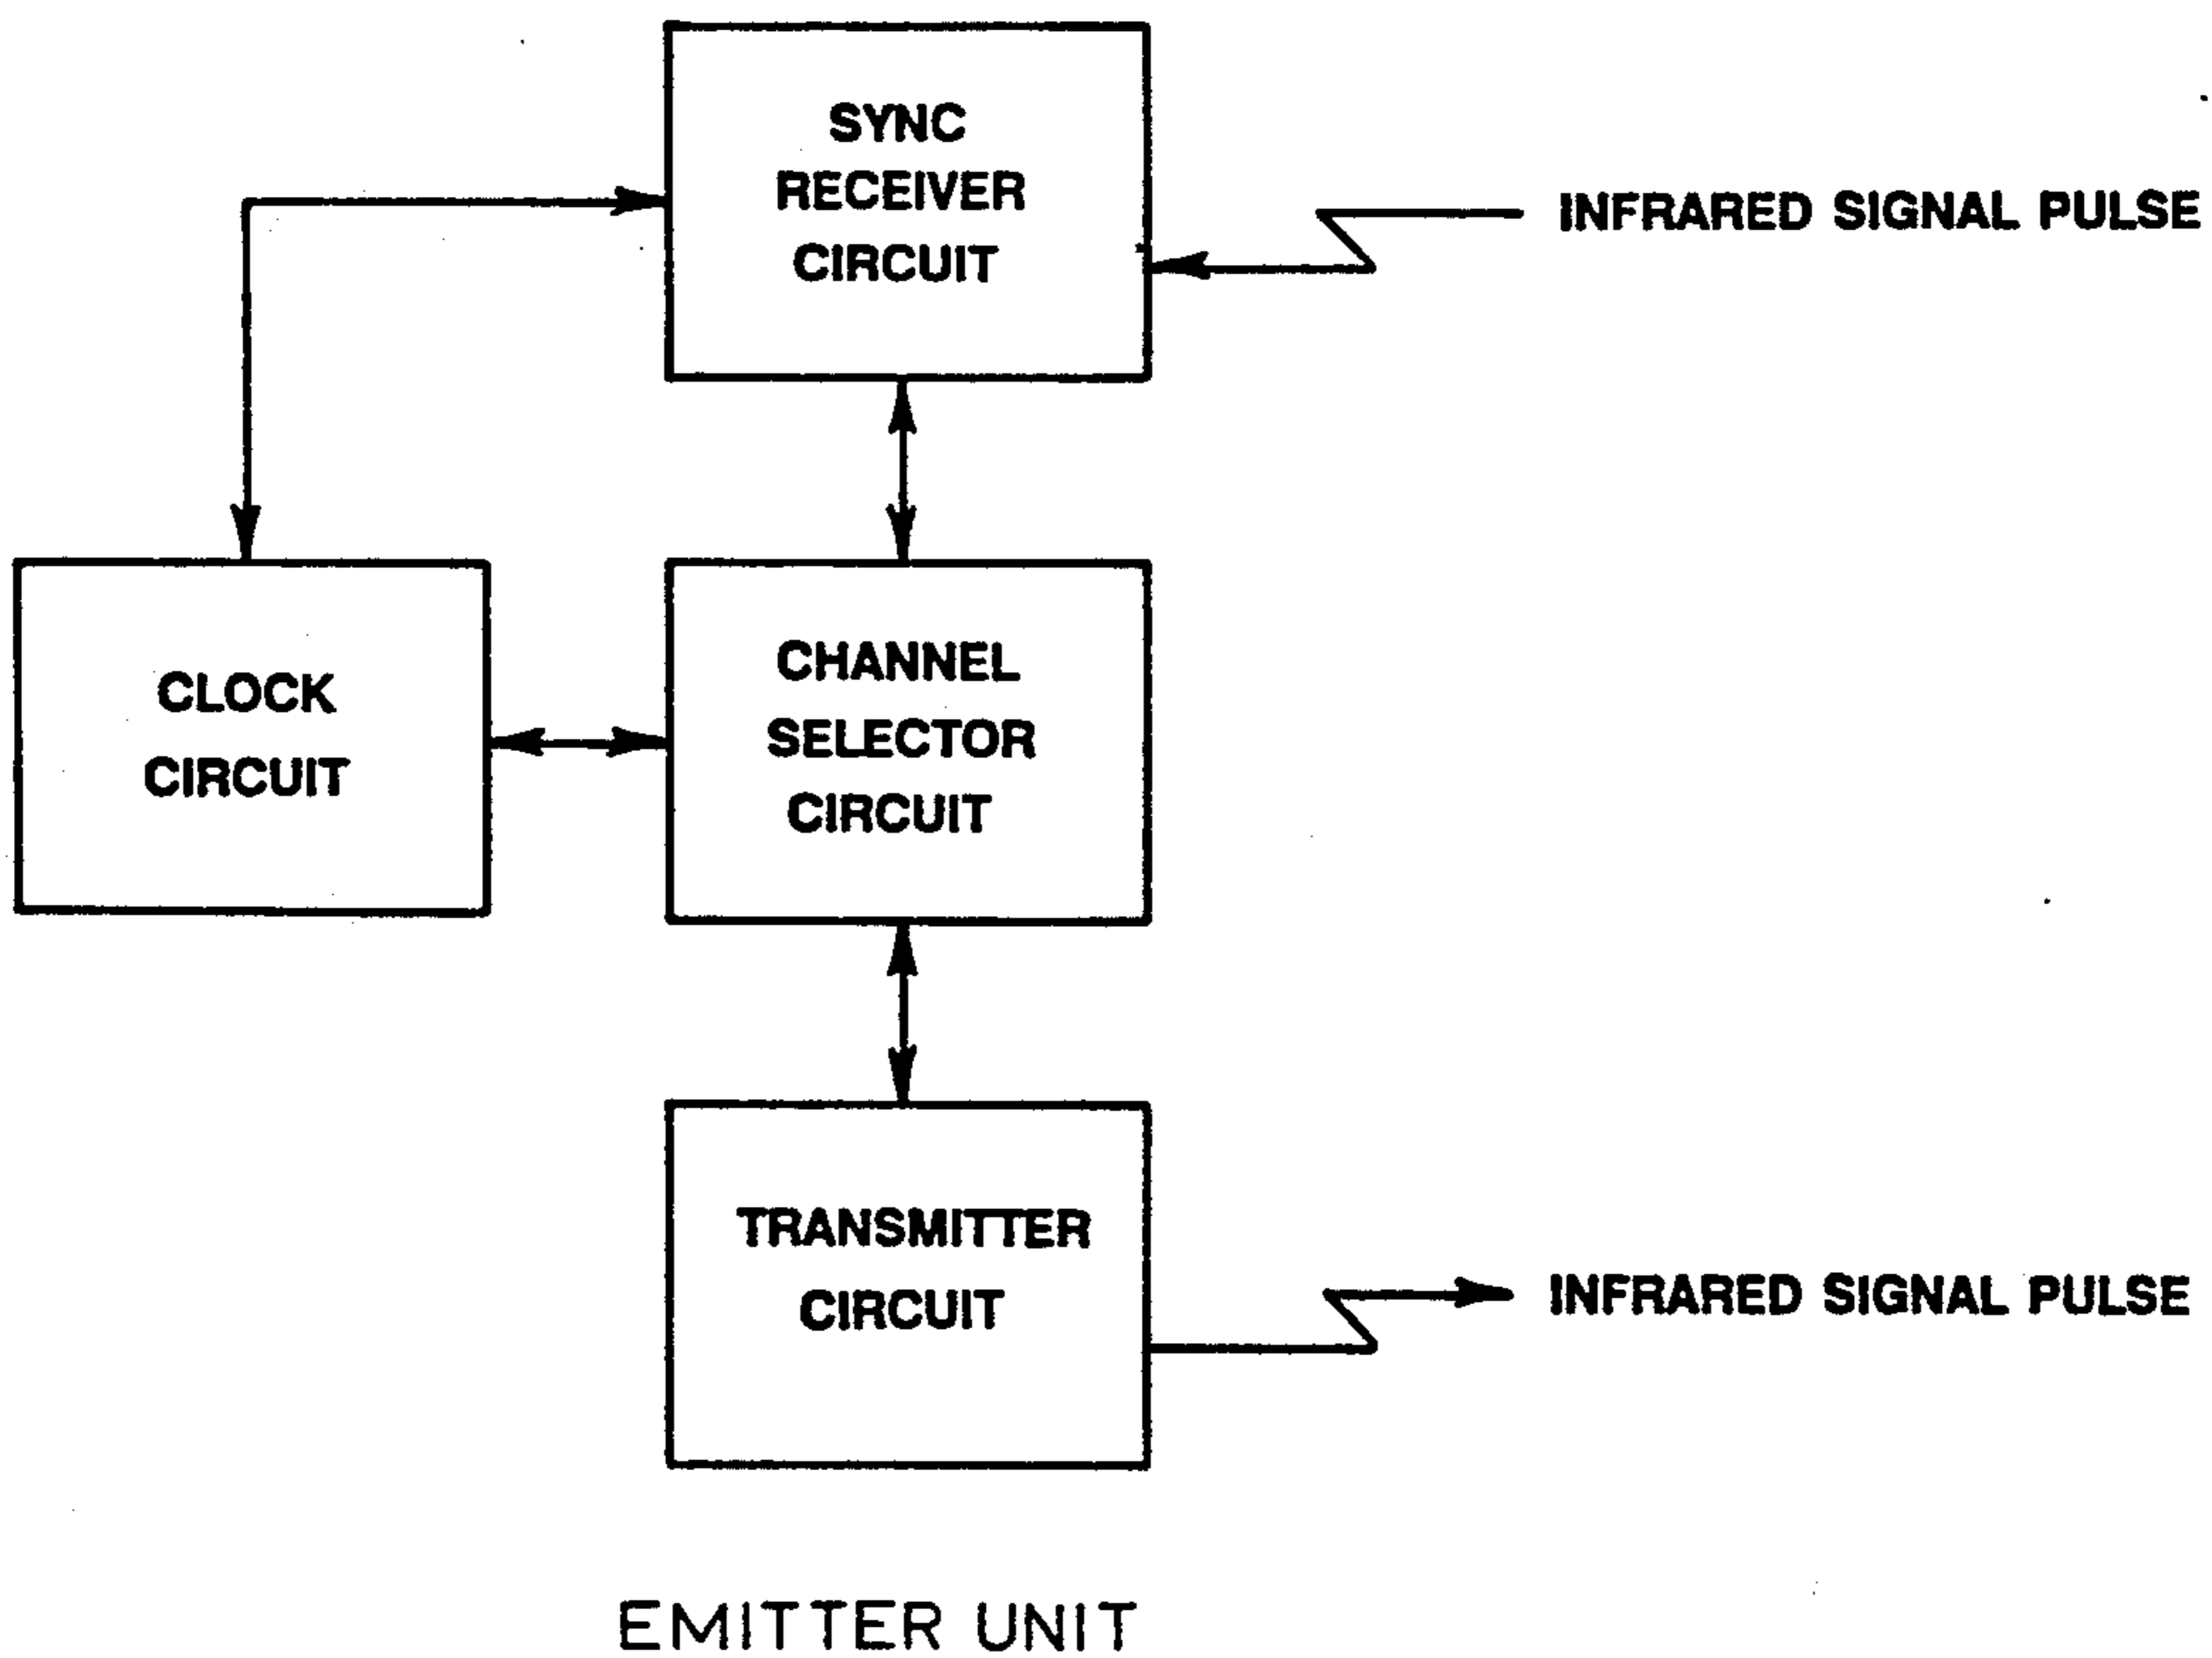 SYNC
RECEIVER
CIRCUIT
INFRARED SIGNAL PULSE
CLOCK
CIRCUIT
CHANNEL
SELECTOR
CIRCUIT
TRANSMITTER
CIRCUIT
INFRARED SIGNAL PULSE
EMITTER UNIT